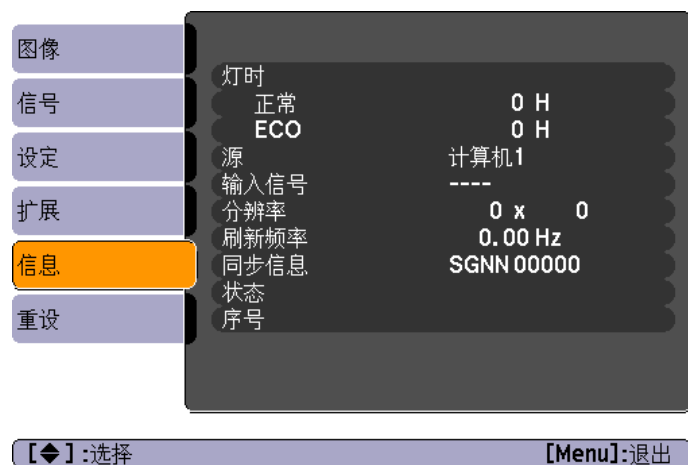 图像
信号
设定
扩展
信息
重设
灯时
正常 0 H
ECO 0 H
源 计算机1
输入信号 ----
分辨率 0 x 0
刷新频率 0.00 Hz
同步信息 SGNN 00000
状态
序号
[◆]:选择 [Menu]:退出